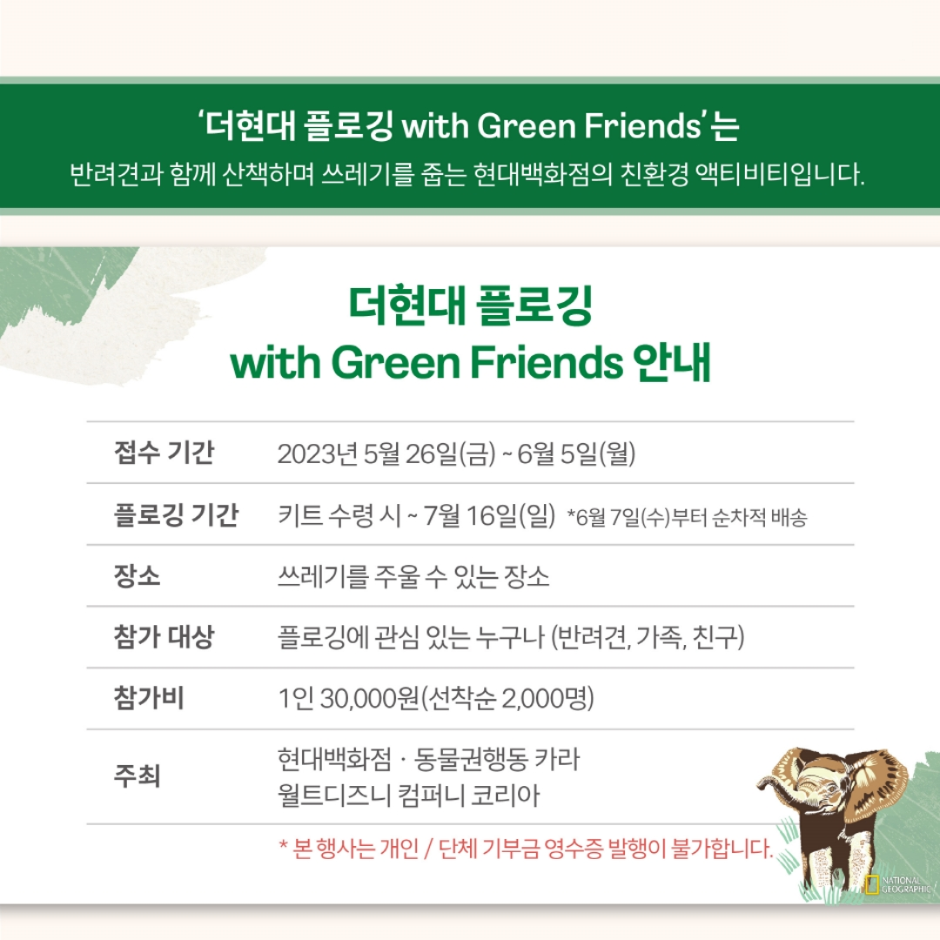 '더현대 플로깅 with Green Friends'는
반려견과 함께 산책하며 쓰레기를 줍는 현대백화점의 친환경 액티비티입니다.
더현대 플로깅
with Green Friends 안내
접수 기간 2023년 5월 26일(금) ~ 6월 5일(월)
플로깅 기간 키트 수령 시 ~ 7월 16일(일) *6월 7일(수)부터 순차적 배송
장소 쓰레기를 주울 수 있는 장소
참가 대상 플로깅에 관심 있는 누구나 (반려견, 가족, 친구)
참가비 1인 30,000원(선착순 2,000명)
주최 현대백화점 · 동물권행동 카라
월트디즈니 컴퍼니 코리아
* 본 행사는 개인 / 단체 기부금 영수증 발행이 불가합니다.
NATIONAL
GEOGRAPHIC